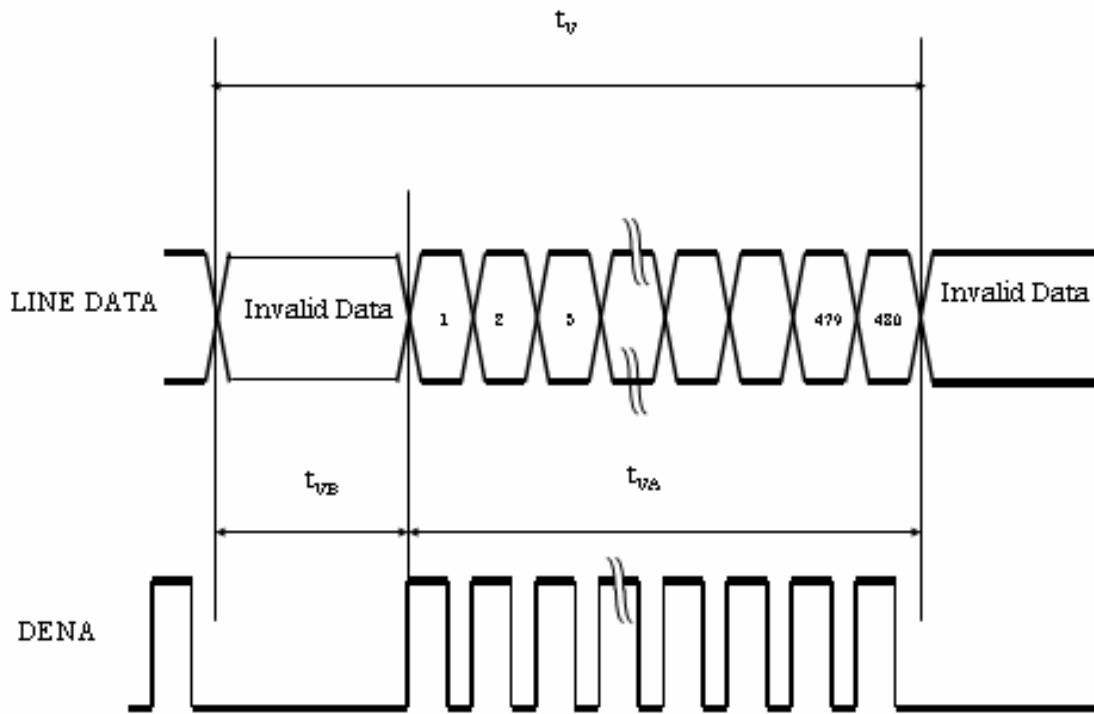 tV
LINE DATA
Invalid Data
1
2
3
479
480
Invalid Data
tVB
tVA
DENA